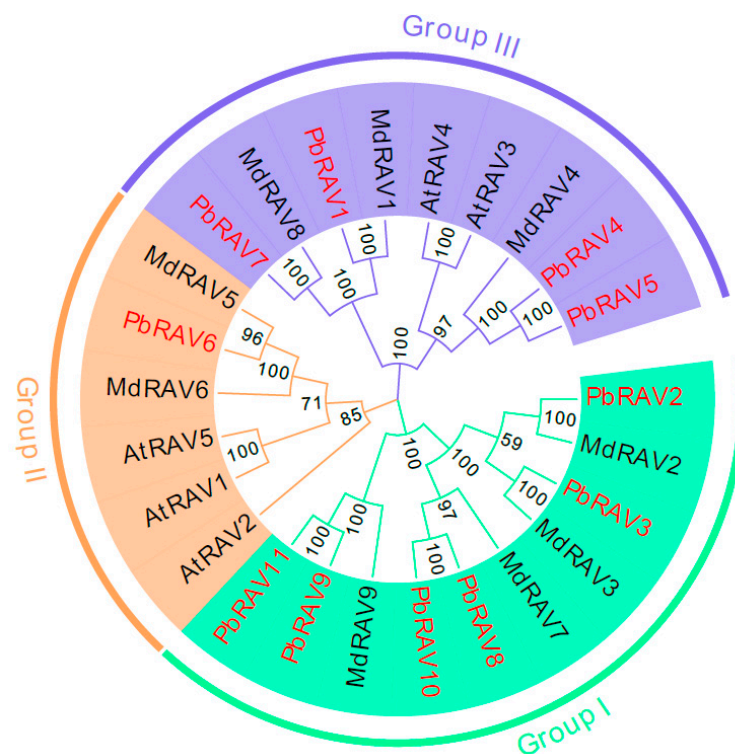 Group III
PbRAV7
MdRAV8
PbRAV1
MdRAV1
AtRAV4
AtRAV3
MdRAV4
PbRAV4
PbRAV5
100
100
100
100
100
97
100
100
Group II
MdRAV5
PbRAV6
MdRAV6
AtRAV5
AtRAV1
AtRAV2
96
100
71
85
100
Group I
PbRAV2
MdRAV2
PbRAV3
MdRAV3
MdRAV7
PbRAV8
PbRAV10
MdRAV9
PbRAV9
PbRAV11
100
59
100
100
100
97
100
100
100